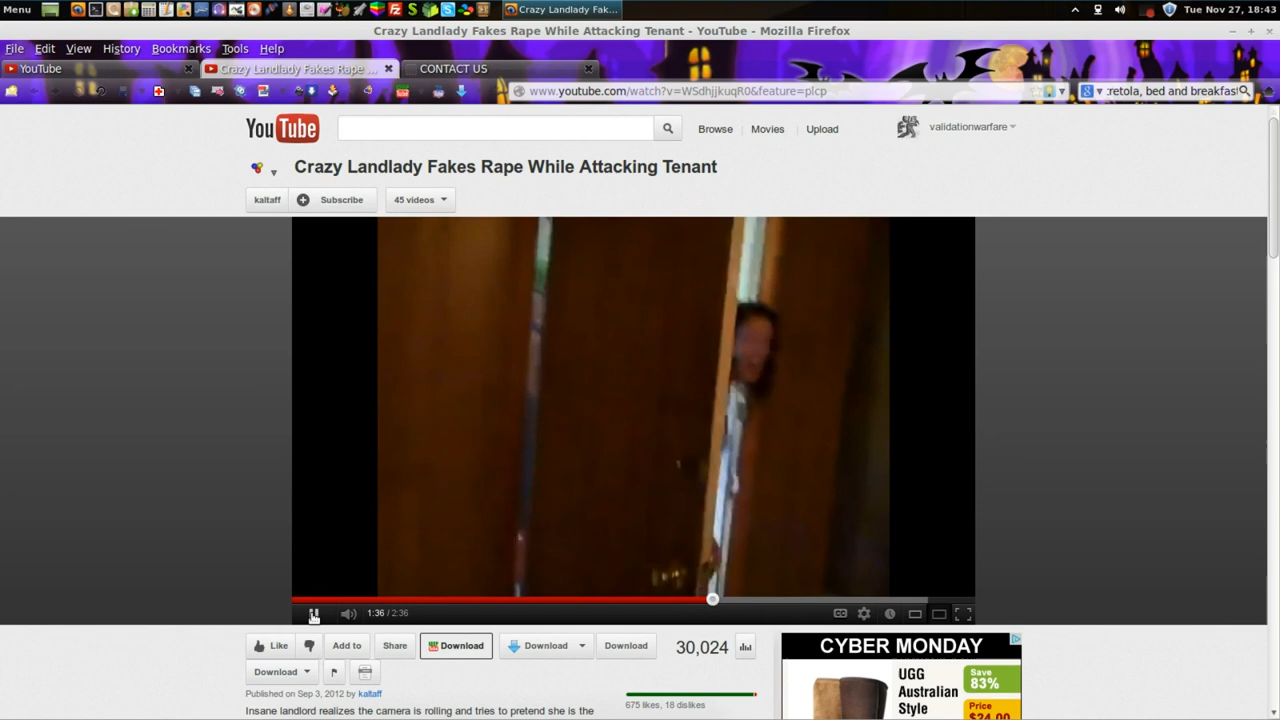 Menu
Crazy Landlady Fak...
Tue Nov 27, 18:43
Crazy Landlady Fakes Rape While Attacking Tenant - YouTube - Mozilla Firefox
File Edit View History Bookmarks Tools Help
YouTube
Crazy Landlady Fakes Rape ...
CONTACT US
www.youtube.com/watch?v=WSdhjjkuqR0&feature=plcp
:retola, bed and breakfast
YouTube
Browse Movies Upload
validationwarfare
Crazy Landlady Fakes Rape While Attacking Tenant
kaltaff
Subscribe
45 videos
1:36 / 2:36
CC
Like
Add to
Share
Download
Download
Download
30,024
Download
Published on Sep 3, 2012 by kaltaff
675 likes, 18 dislikes
Insane landlord realizes the camera is rolling and tries to pretend she is the
CYBER MONDAY
UGG
Australian
Style
Save
83%
Price
$24.00